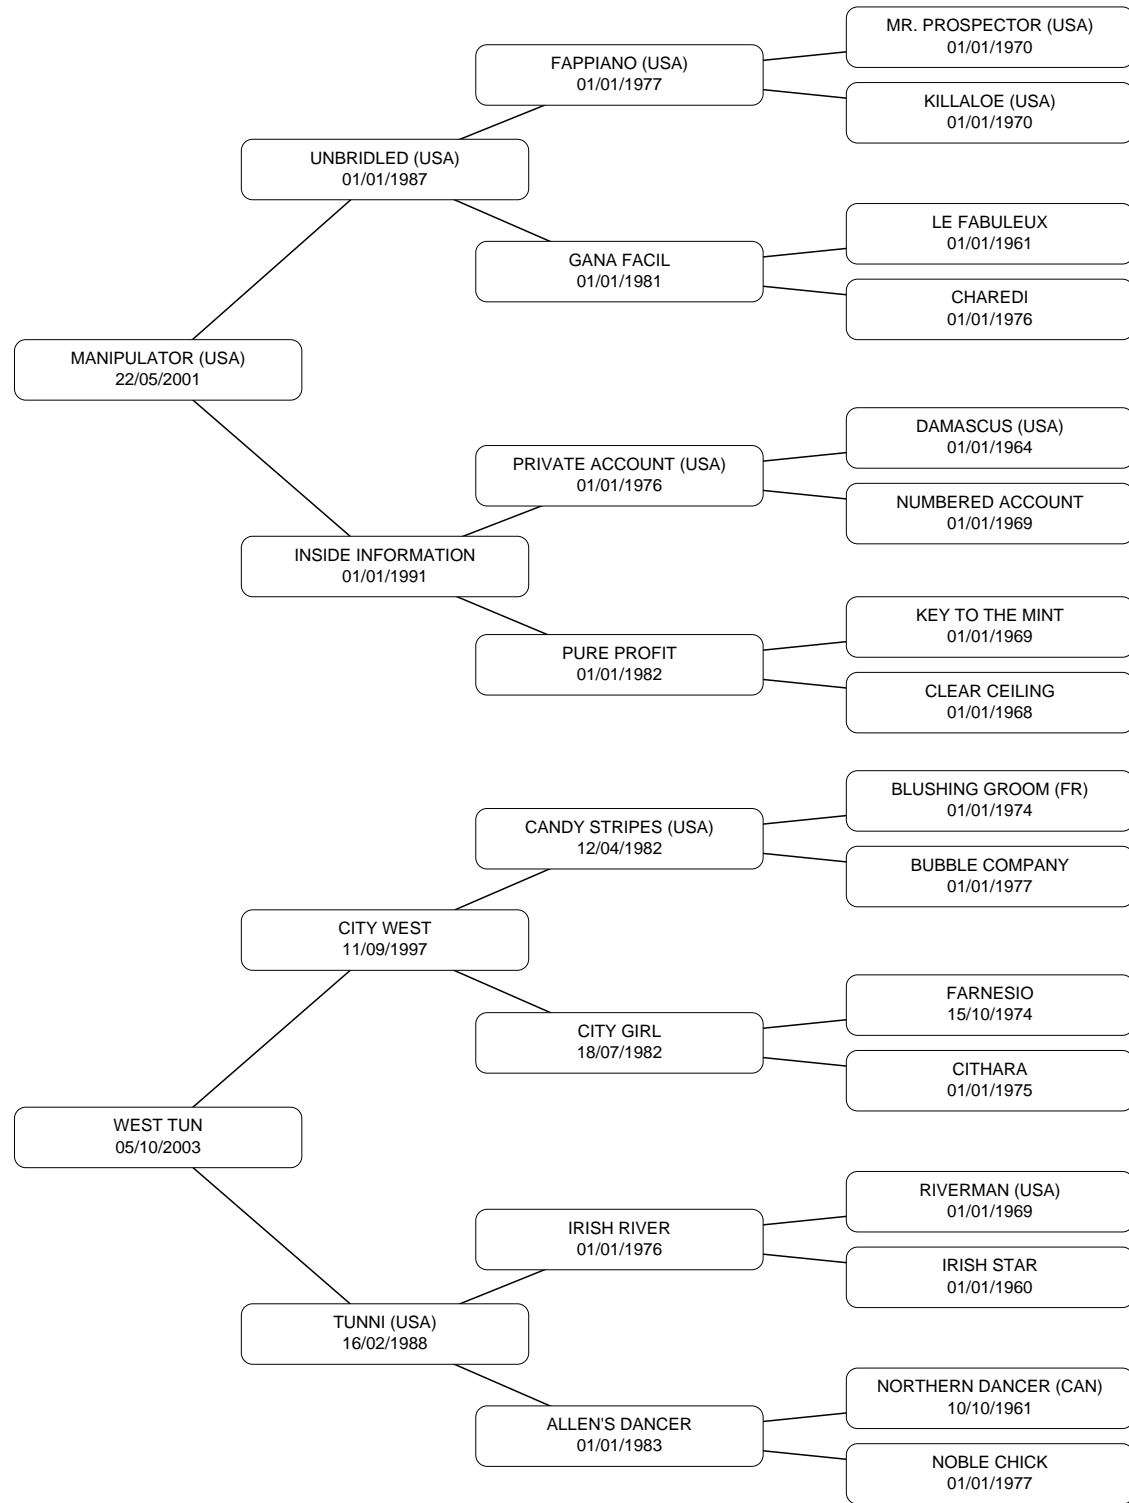 MR. PROSPECTOR (USA)
01/01/1970
FAPPIANO (USA)
01/01/1977
KILLALOE (USA)
01/01/1970
UNBRIDLED (USA)
01/01/1987
LE FABULEUX
01/01/1961
GANA FACIL
01/01/1981
CHAREDI
01/01/1976
MANIPULATOR (USA)
22/05/2001
DAMASCUS (USA)
01/01/1964
PRIVATE ACCOUNT (USA)
01/01/1976
NUMBERED ACCOUNT
01/01/1969
INSIDE INFORMATION
01/01/1991
KEY TO THE MINT
01/01/1969
PURE PROFIT
01/01/1982
CLEAR CEILING
01/01/1968
BLUSHING GROOM (FR)
01/01/1974
CANDY STRIPES (USA)
12/04/1982
BUBBLE COMPANY
01/01/1977
CITY WEST
11/09/1997
FARNESIO
15/10/1974
CITY GIRL
18/07/1982
CITHARA
01/01/1975
WEST TUN
05/10/2003
RIVERMAN (USA)
01/01/1969
IRISH RIVER
01/01/1976
IRISH STAR
01/01/1960
TUNNI (USA)
16/02/1988
NORTHERN DANCER (CAN)
10/10/1961
ALLEN'S DANCER
01/01/1983
NOBLE CHICK
01/01/1977